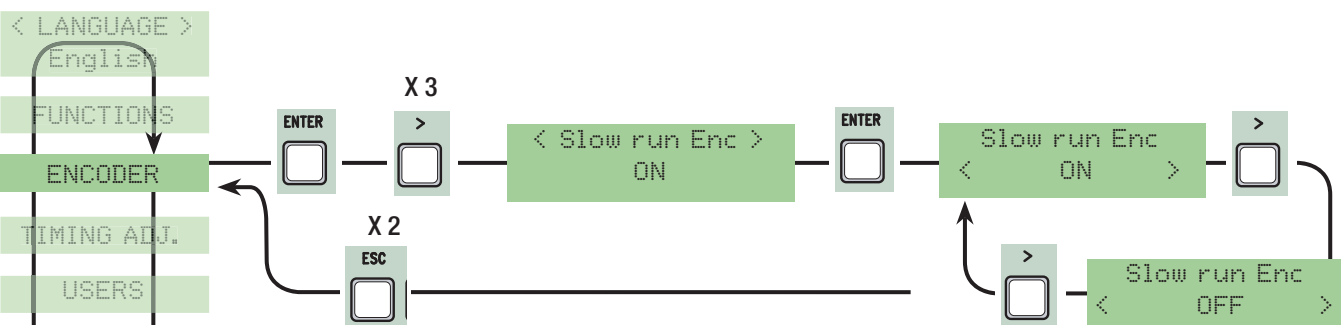 < LANGUAGE >
English
FUNCTIONS
ENCODER
TIMING ADJ.
USERS
ENTER
X 3
>
< Slow run Enc >
ON
ENTER
Slow run Enc
< ON >
>
X 2
ESC
>
Slow run Enc
< OFF >